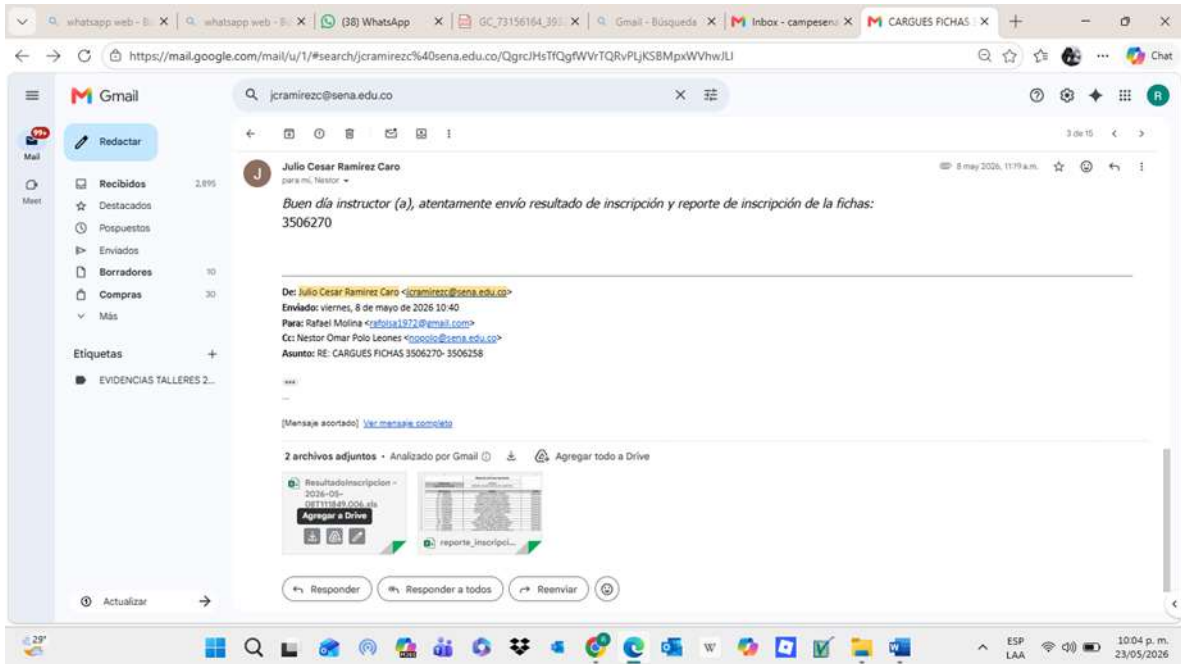 whatsapp web - B
whatsapp web - B
(38) WhatsApp
GC_73156164_393
Gmail - Búsqueda
Inbox - campesena
CARGUES FICHAS
https://mail.google.com/mail/u/1/#search/jcramirezc%40sena.edu.co/QgrcJHsTfQgfWVrTQRvPLjKSBMpxWVhwJLl
Chat
Gmail
jcramirezc@sena.edu.co
R
99+
Mail
Meet
Redactar
3 de 15
Recibidos 2,895
Destacados
Pospuestos
Enviados
Borradores 10
Compras 30
Más
Etiquetas +
EVIDENCIAS TALLERES 2...
Actualizar
J
Julio Cesar Ramirez Caro
8 may 2026, 11:19 a.m.
para mí, Nestor
Buen día instructor (a), atentamente envío resultado de inscripción y reporte de inscripción de la fichas:
3506270
De: Julio Cesar Ramirez Caro <jcramirezc@sena.edu.co>
Enviado: viernes, 8 de mayo de 2026 10:40
Para: Rafael Molina <rafolsa1972@gmail.com>
Cc: Nestor Omar Polo Leones <nopolo@sena.edu.co>
Asunto: RE: CARGUES FICHAS 3506270- 3506258
...
[Mensaje acortado] Ver mensaje completo
2 archivos adjuntos • Analizado por Gmail
Agregar todo a Drive
ResultadoInscripcion -
2026-05-
08T111849.006.xls
Agregar a Drive
reporte_inscripci...
Responder
Responder a todos
Reenviar
29°
ESP
LAA
10:04 p. m.
23/05/2026